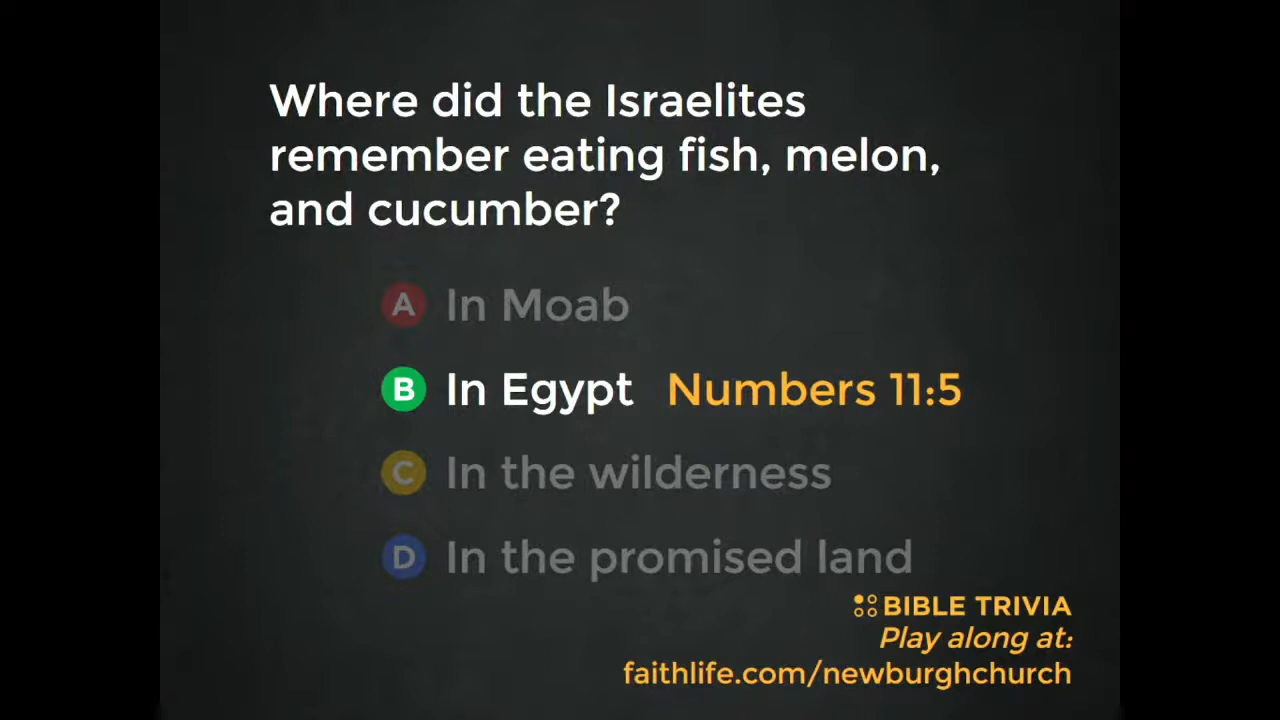 Where did the Israelites
remember eating fish, melon,
and cucumber?
A In Moab
B In Egypt Numbers 11:5
C In the wilderness
D In the promised land
BIBLE TRIVIA
Play along at:
faithlife.com/newburghchurch